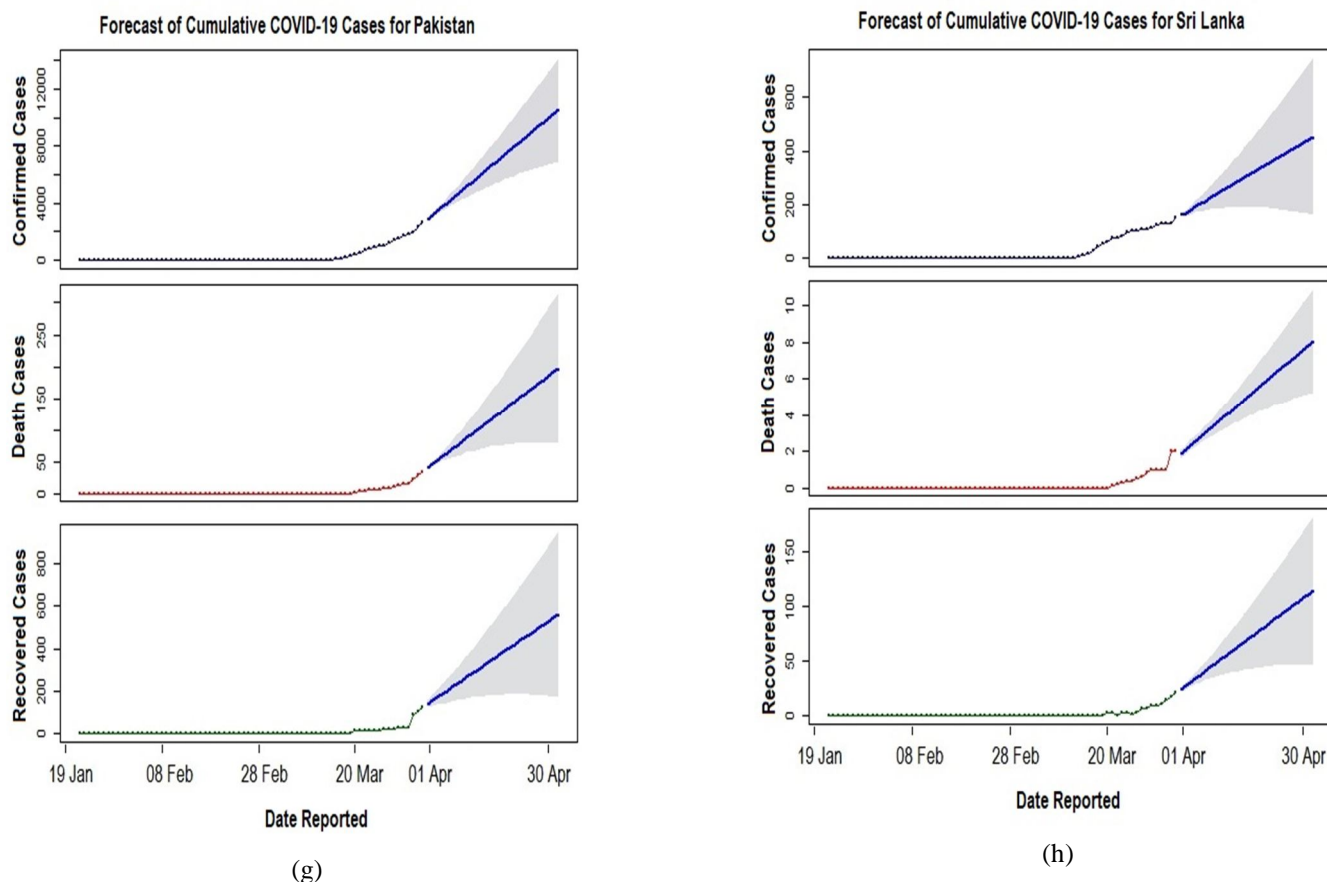 Forecast of Cumulative COVID-19 Cases for Pakistan
Confirmed Cases
12000
8000
40000
0
Death Cases
250
150
50
0
Recovered Cases
800
600
400
200
0
19 Jan 08 Feb 28 Feb 20 Mar 01 Apr 30 Apr
Date Reported
(g)
Forecast of Cumulative COVID-19 Cases for Sri Lanka
Confirmed Cases
600
400
200
0
Death Cases
10
8
6
4
2
0
Recovered Cases
150
100
50
0
19 Jan 08 Feb 28 Feb 20 Mar 01 Apr 30 Apr
Date Reported
(h)